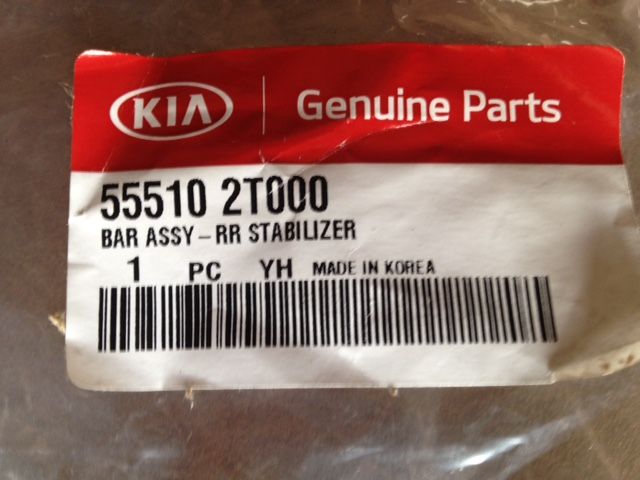 KIA Genuine Parts
55510 2T000
BAR ASSY-RR STABILIZER
1 PC YH MADE IN KOREA